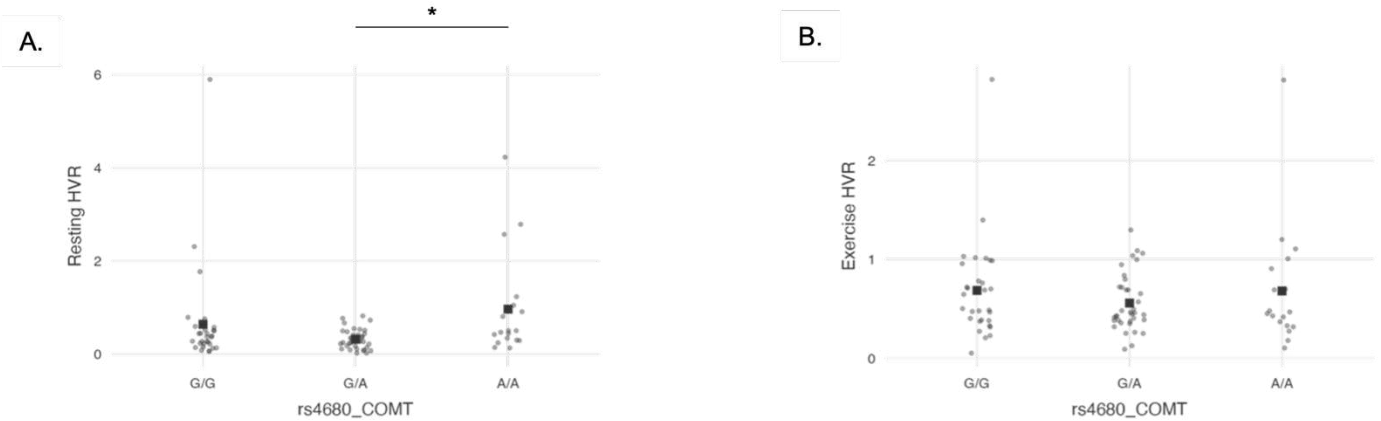 A.
*
6
4
2
0
Resting HVR
G/G G/A A/A
rs4680_COMT
B.
2
1
0
Exercise HVR
G/G G/A A/A
rs4680_COMT